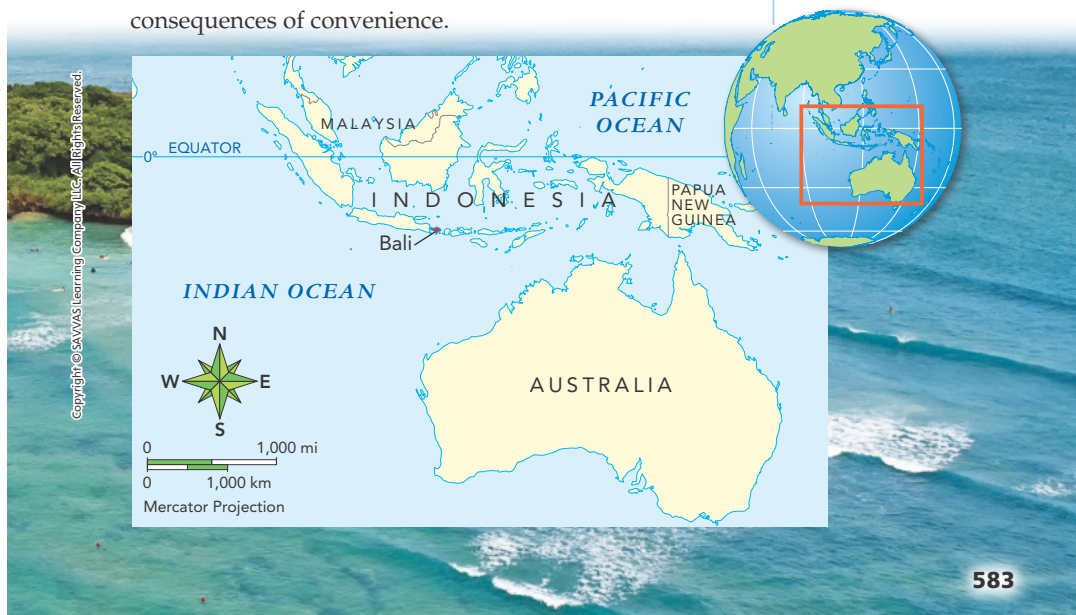 consequences of convenience.
PACIFIC
OCEAN
MALAYSIA
0° EQUATOR
INDONESIA
PAPUA
NEW
GUINEA
Bali
INDIAN OCEAN
N
W E
S
AUSTRALIA
0 1,000 mi
0 1,000 km
Mercator Projection
Copyright © SAVVAS Learning Company LLC. All Rights Reserved.
583